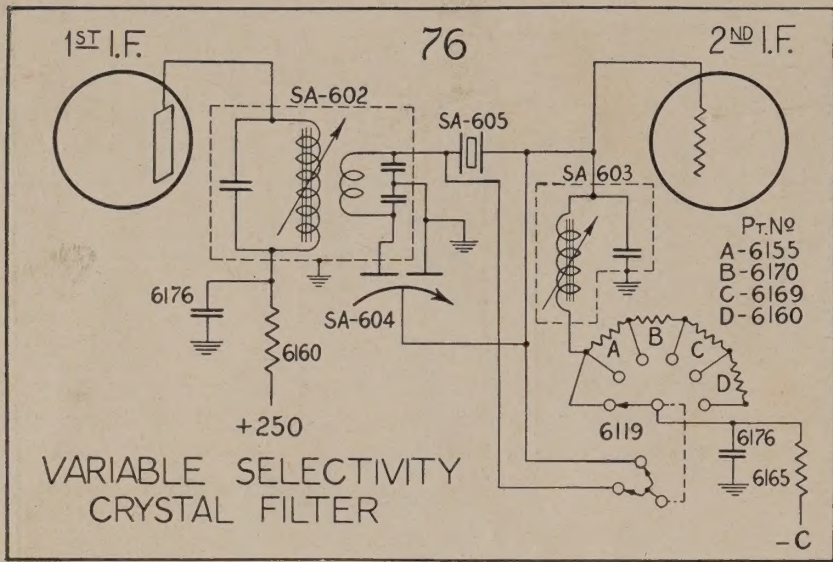 1ST I.F.
76
2ND I.F.
SA-602
SA-605
SA-603
PT.Nº
A-6155
B-6170
C-6169
D-6160
6176
SA-604
6160
A
B
C
D
+250
6119
6176
6165
VARIABLE SELECTIVITY
CRYSTAL FILTER
-C